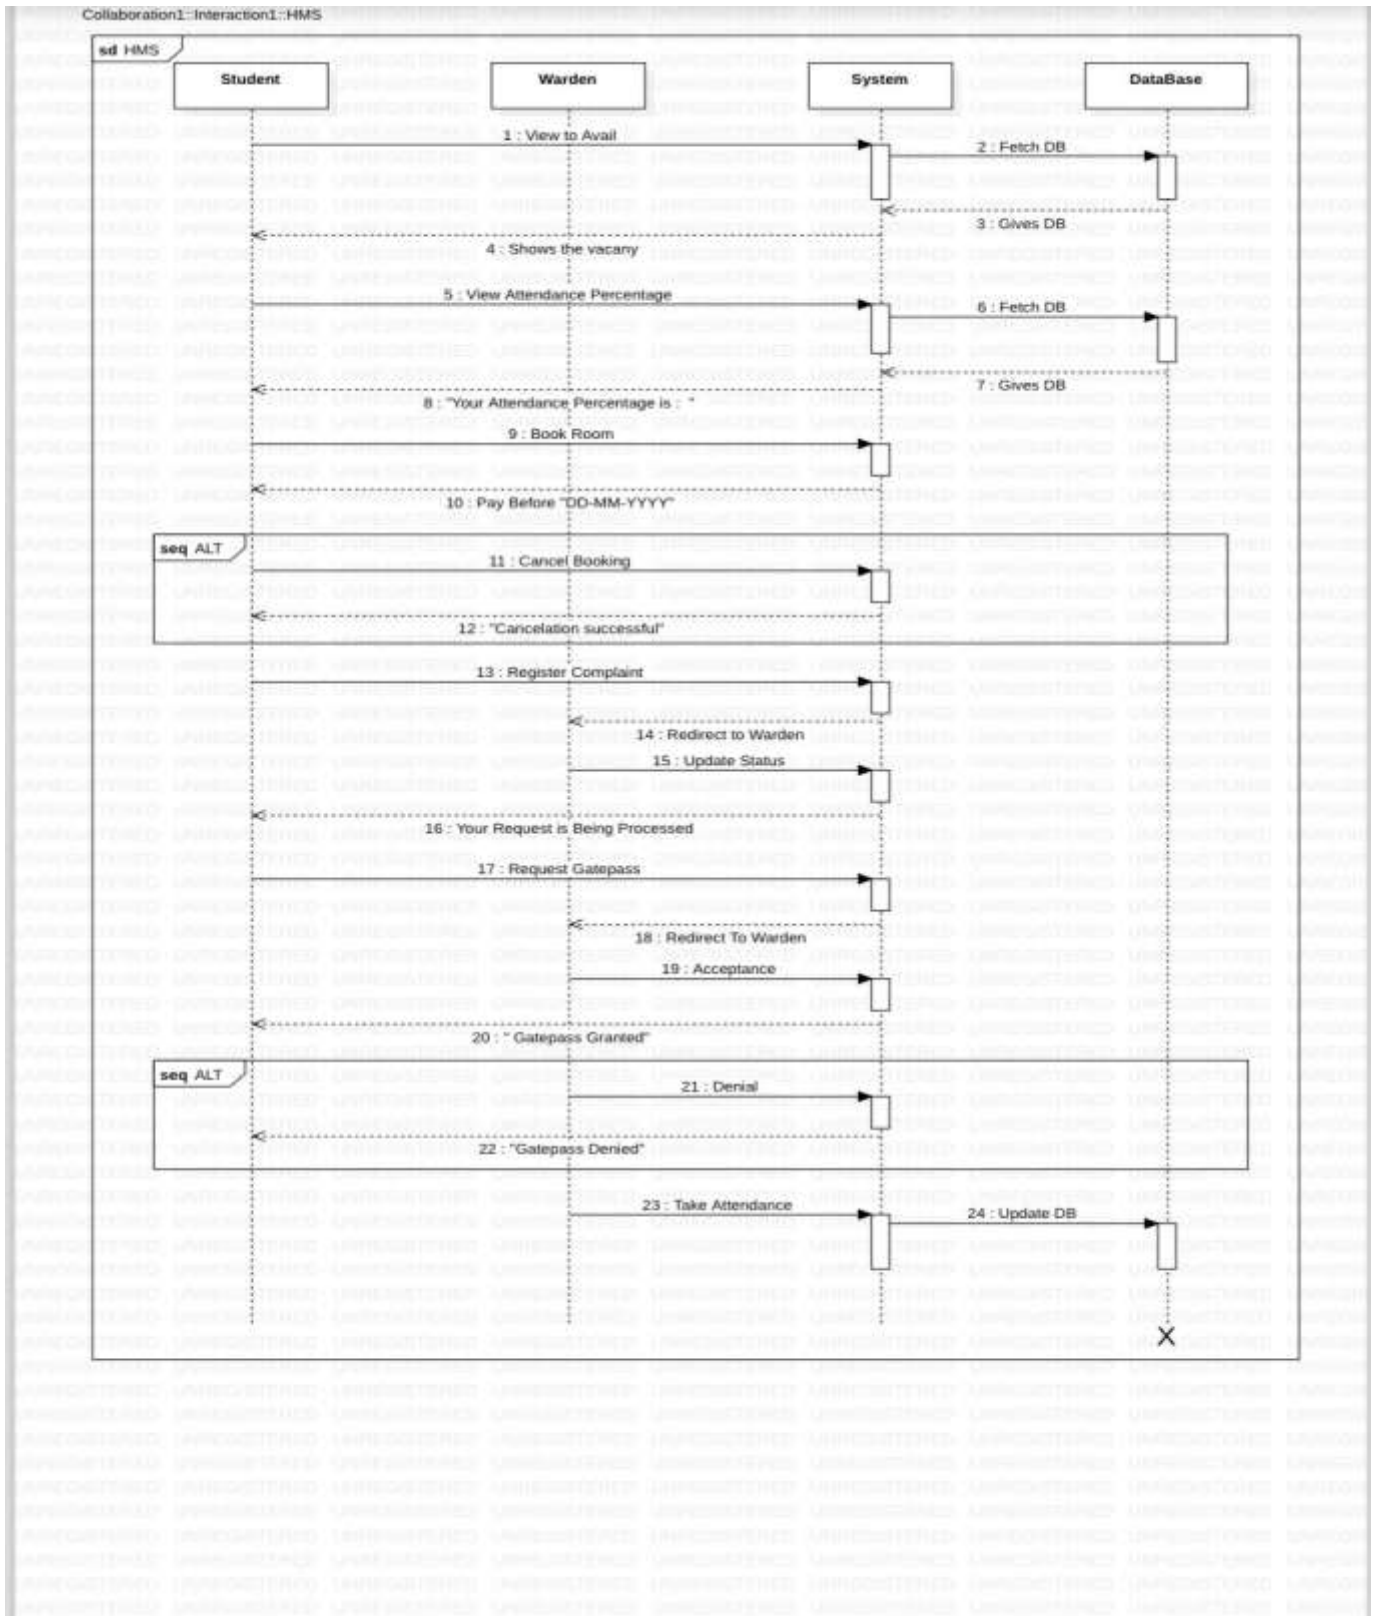 Collaboration1::Interaction1::HMS
sd HMS
Student
Warden
System
DataBase
1 : View to Avail
2 : Fetch DB
3 : Gives DB
4 : Shows the vacany
5 : View Attendance Percentage
6 : Fetch DB
7 : Gives DB
8 : "Your Attendance Percentage is : "
9 : Book Room
10 : Pay Before "DD-MM-YYYY"
seq ALT
11 : Cancel Booking
12 : "Cancelation successful"
13 : Register Complaint
14 : Redirect to Warden
15 : Update Status
16 : Your Request is Being Processed
17 : Request Gatepass
18 : Redirect To Warden
19 : Acceptance
20 : " Gatepass Granted"
seq ALT
21 : Denial
22 : "Gatepass Denied"
23 : Take Attendance
24 : Update DB